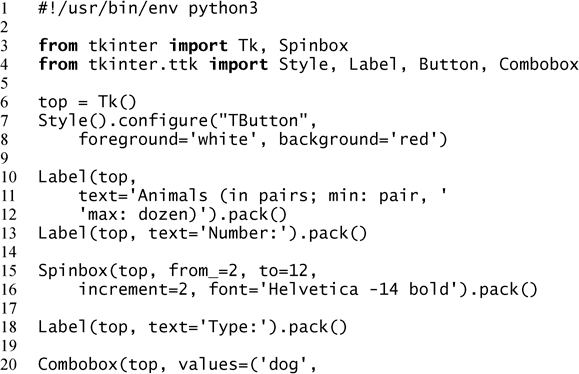 1 #!/usr/bin/env python3
2
3 from tkinter import Tk, Spinbox
4 from tkinter.ttk import Style, Label, Button, Combobox
5
6 top = Tk()
7 Style().configure("TButton",
8     foreground='white', background='red')
9
10 Label(top,
11     text='Animals (in pairs; min: pair, '
12     'max: dozen)').pack()
13 Label(top, text='Number:').pack()
14
15 Spinbox(top, from_=2, to=12,
16     increment=2, font='Helvetica -14 bold').pack()
17
18 Label(top, text='Type:').pack()
19
20 Combobox(top, values=('dog',